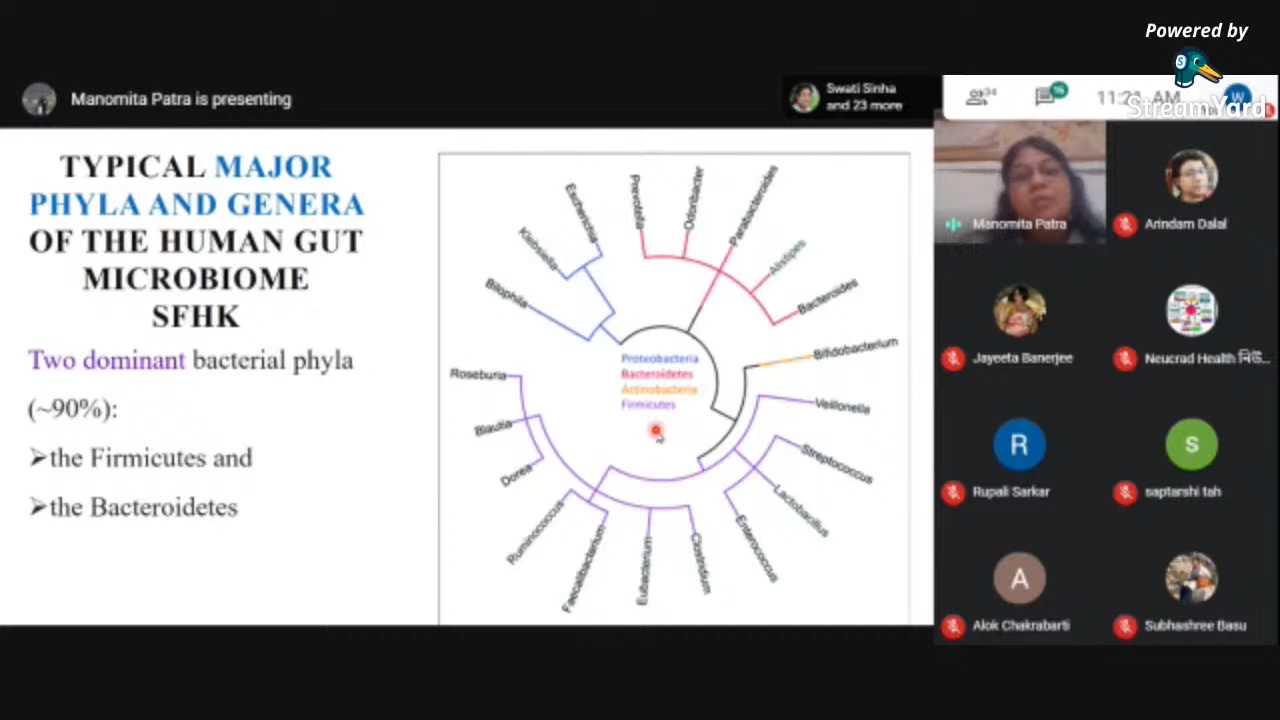 Powered by
StreamYard
Manomita Patra is presenting
Swati Sinha
and 23 more
34
16
AM
W
TYPICAL MAJOR
PHYLA AND GENERA
OF THE HUMAN GUT
MICROBIOME
SFHK
Two dominant bacterial phyla
(~90%):
➢the Firmicutes and
➢the Bacteroidetes
Bilophila
Klebsiella
Escherichia
Prevotella
Odoribacter
Parabacteroides
Alistipes
Bacteroides
Bifidobacterium
Veillonella
Streptococcus
Lactobacillus
Enterococcus
Clostridium
Eubacterium
Faecalibacterium
Ruminococcus
Dorea
Blautia
Roseburia
Proteobacteria
Bacteroidetes
Actinobacteria
Firmicutes
Manomita Patra
Arindam Dalal
Jayeeta Banerjee
Neucrad Health নিউ...
R
S
Rupali Sarkar
saptarshi tah
A
Alok Chakrabarti
Subhashree Basu